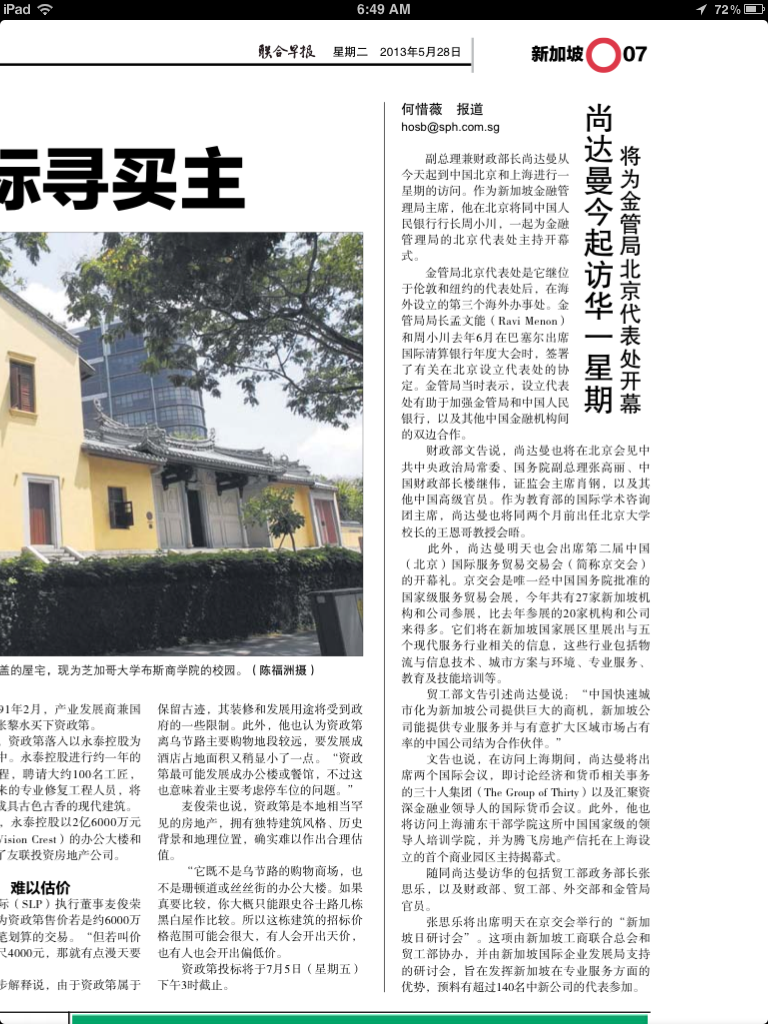 iPad
6:49 AM
72%
联合早报 星期二 2013年5月28日
新加坡 07
标寻买主
盖的屋宅,现为芝加哥大学布斯商学院的校园。(陈福洲摄)
91年2月,产业发展商兼国
张黎水买下资政第。
,资政第落入以永泰控股为
中。永泰控股进行约一年的
程,聘请大约100名工匠,
来的专业修复工程人员,将
成具古色古香的现代建筑。
,永泰控股以2亿6000万元
Vision Crest)的办公大楼和
了友联投资房地产公司。
难以估价
际(SLP)执行董事麦俊荣
为资政第售价若是约6000万
笔划算的交易。“但若叫价
尺4000元,那就有点漫天要
步解释说,由于资政第属于
保留古迹,其装修和发展用途将受到政
府的一些限制。此外,他也认为资政第
离乌节路主要购物地段较远,要发展成
酒店占地面积又稍显小了一点。“资政
第最可能发展成办公楼或餐馆,不过这
也意味着业主要考虑停车位的问题。”
麦俊荣也说,资政第是本地相当罕
见的房地产,拥有独特建筑风格、历史
背景和地理位置,确实难以作出合理估
值。
“它既不是乌节路的购物商场,也
不是珊顿道或丝丝街的办公大楼。如果
真要比较,你大概只能跟史谷士路几栋
黑白屋作比较。所以这栋建筑的招标价
格范围可能会很大,有人会开出天价,
也有人也会开出偏低价。
资政第投标将于7月5日(星期五)
下午3时截止。
将为金管局北京代表处开幕
尚达曼今起访华一星期
何惜薇 报道
hosb@sph.com.sg
副总理兼财政部长尚达曼从
今天起到中国北京和上海进行一
星期的访问。作为新加坡金融管
理局主席,他在北京将同中国人
民银行行长周小川,一起为金融
管理局的北京代表处主持开幕
式。
金管局北京代表处是它继位
于伦敦和纽约的代表处后,在海
外设立的第三个海外办事处。金
管局局长孟文能(Ravi Menon)
和周小川去年6月在巴塞尔出席
国际清算银行年度大会时,签署
了有关在北京设立代表处的协
定。金管局当时表示,设立代表
处有助于加强金管局和中国人民
银行,以及其他中国金融机构间
的双边合作。
财政部文告说,尚达曼也将在北京会见中
共中央政治局常委、国务院副总理张高丽、中
国财政部长楼继伟,证监会主席肖钢,以及其
他中国高级官员。作为教育部的国际学术咨询
团主席,尚达曼也将同两个月前出任北京大学
校长的王恩哥教授会晤。
此外,尚达曼明天也会出席第二届中国
(北京)国际服务贸易交易会(简称京交会)
的开幕礼。京交会是唯一经中国国务院批准的
国家级服务贸易会展,今年共有27家新加坡机
构和公司参展,比去年参展的20家机构和公司
来得多。它们将在新加坡国家展区里展出与五
个现代服务行业相关的信息,这些行业包括物
流与信息技术、城市方案与环境、专业服务、
教育及技能培训等。
贸工部文告引述尚达曼说:“中国快速城
市化为新加坡公司提供巨大的商机,新加坡公
司能提供专业服务并与有意扩大区域市场占有
率的中国公司结为合作伙伴。”
文告也说,在访问上海期间,尚达曼将出
席两个国际会议,即讨论经济和货币相关事务
的三十人集团(The Group of Thirty)以及汇聚资
深金融业领导人的国际货币会议。此外,他也
将访问上海浦东干部学院这所中国国家级的领
导人培训学院,并为腾飞房地产信托在上海设
立的首个商业园区主持揭幕式。
随同尚达曼访华的包括贸工部政务部长张
思乐,以及财政部、贸工部、外交部和金管局
官员。
张思乐将出席明天在京交会举行的“新加
坡日研讨会”。这项由新加坡工商联合总会和
贸工部协办,并由新加坡国际企业发展局支持
的研讨会,旨在发挥新加坡在专业服务方面的
优势,预料有超过140名中新公司的代表参加。